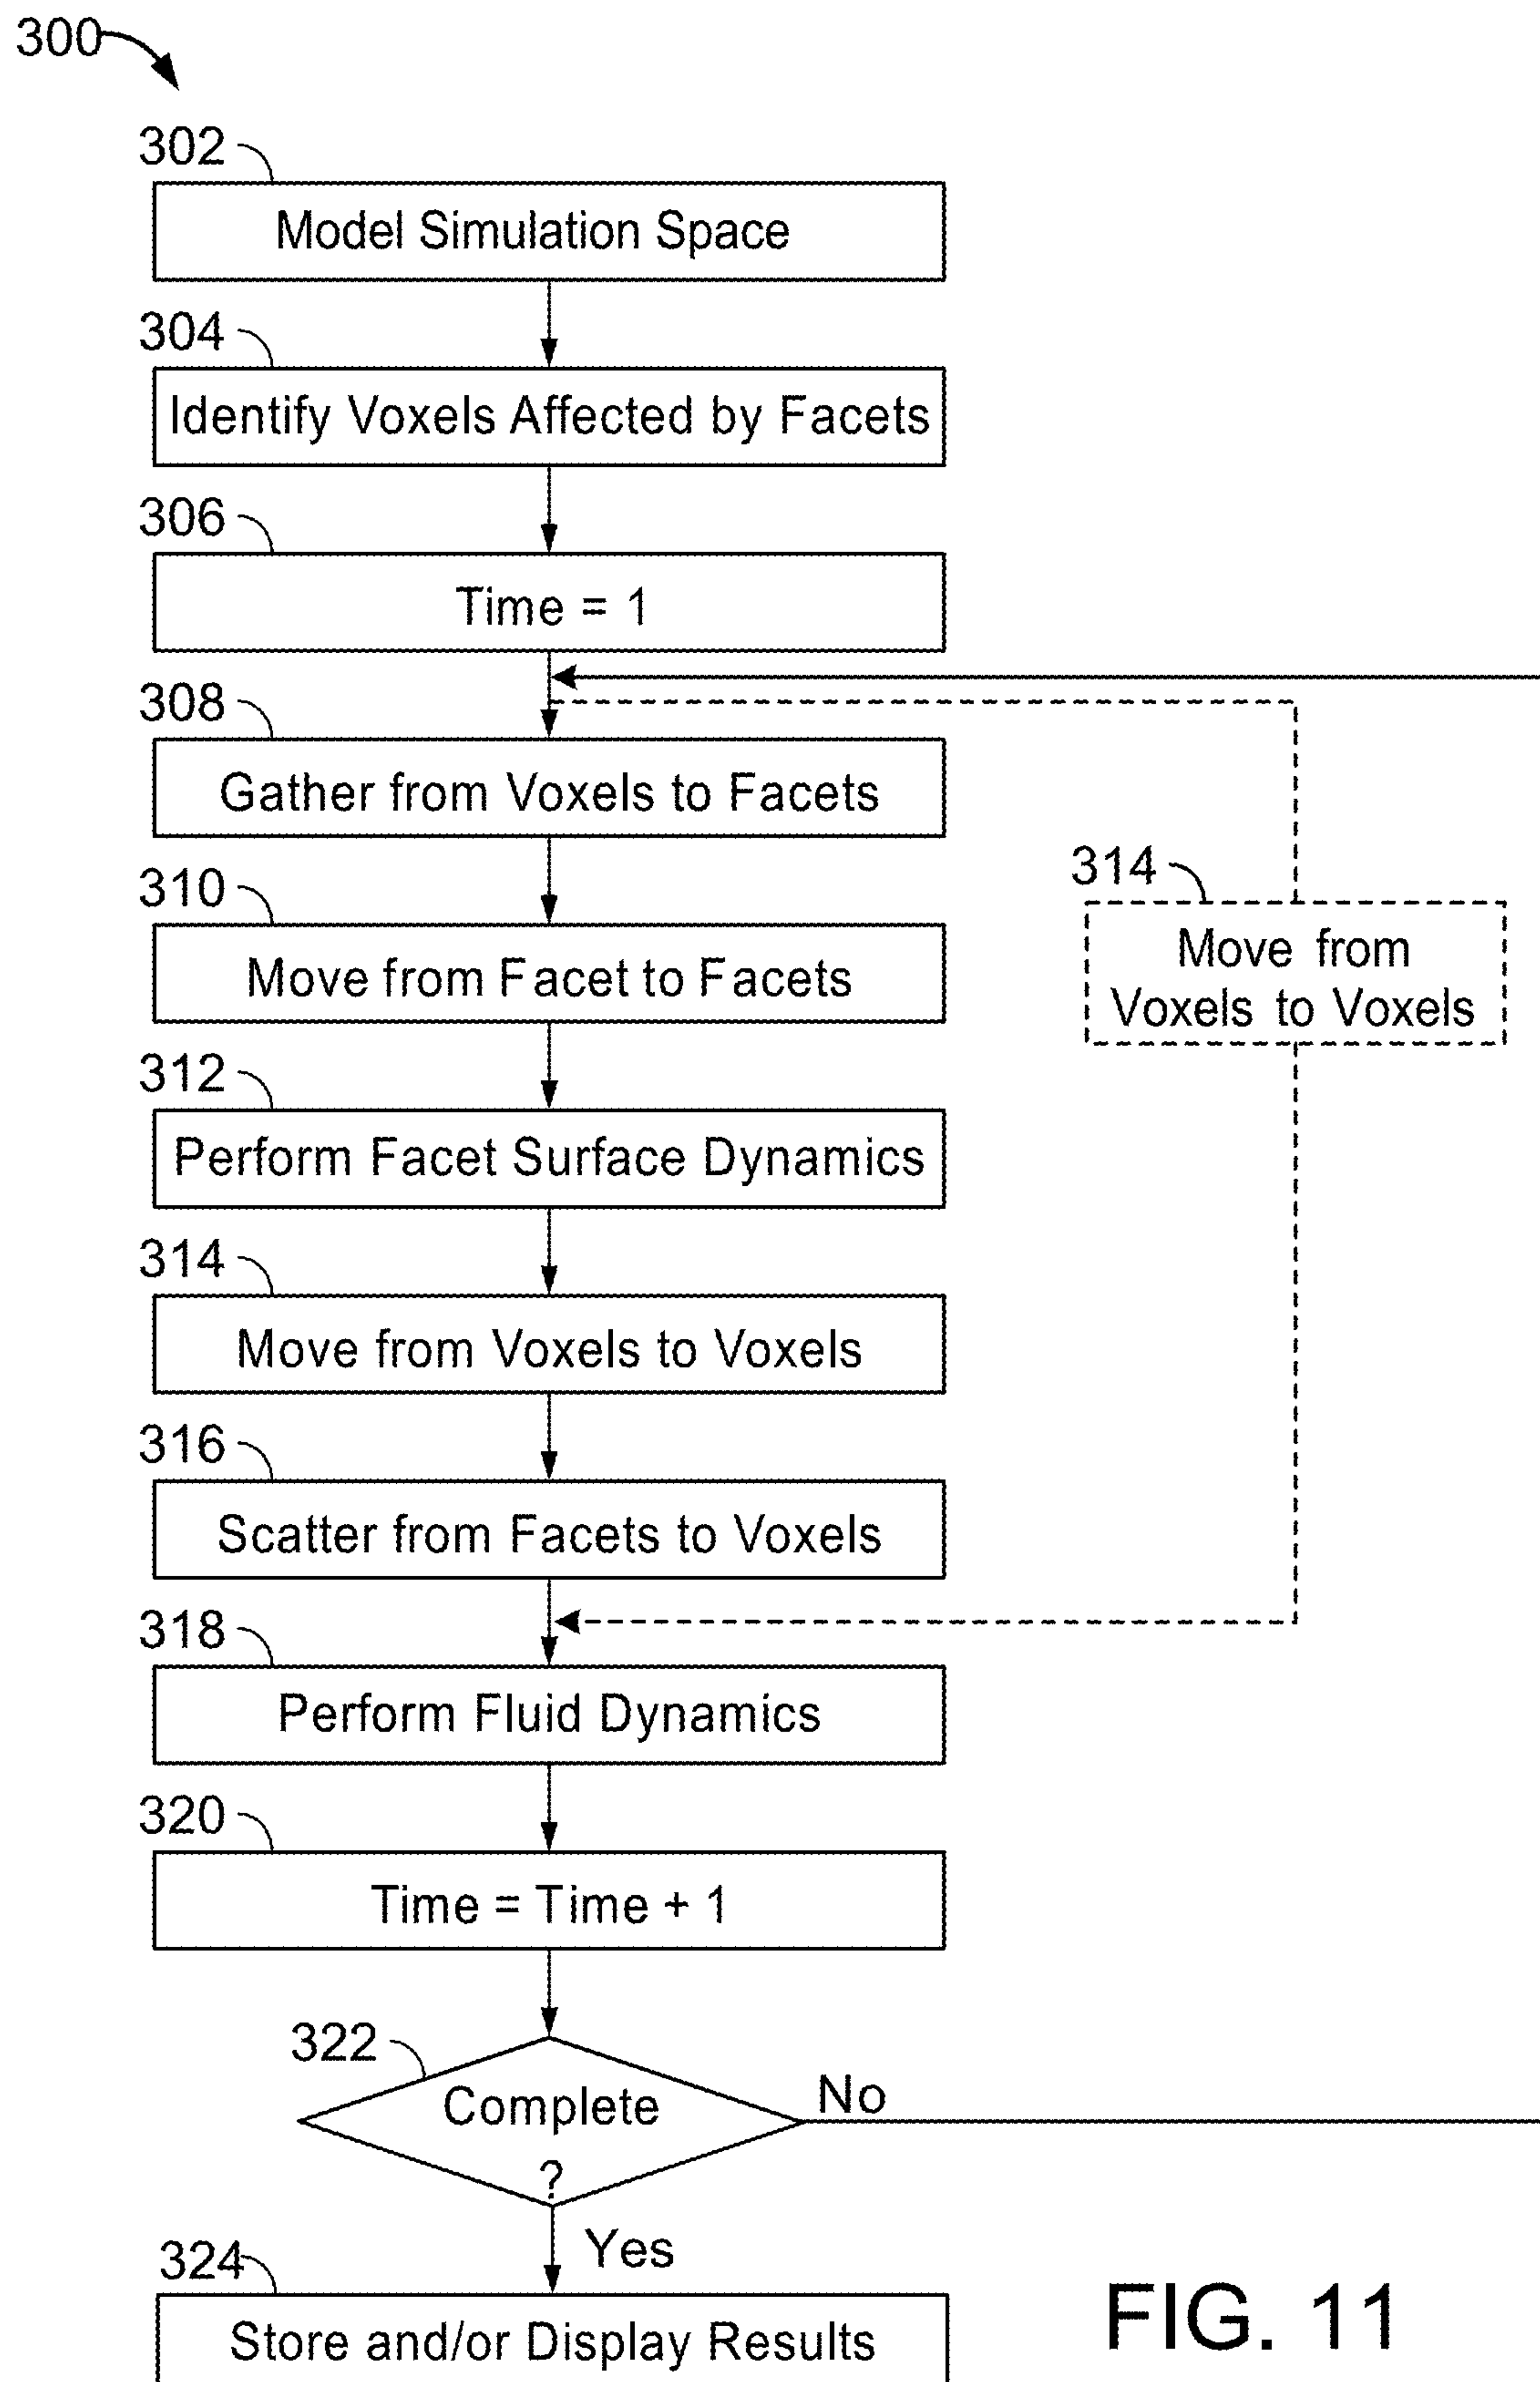 300
302
Model Simulation Space
304
Identify Voxels Affected by Facets
306
Time = 1
308
Gather from Voxels to Facets
310
Move from Facet to Facets
314
Move from
Voxels to Voxels
312
Perform Facet Surface Dynamics
314
Move from Voxels to Voxels
316
Scatter from Facets to Voxels
318
Perform Fluid Dynamics
320
Time = Time + 1
322
Complete
?
No
Yes
324
Store and/or Display Results
FIG. 11